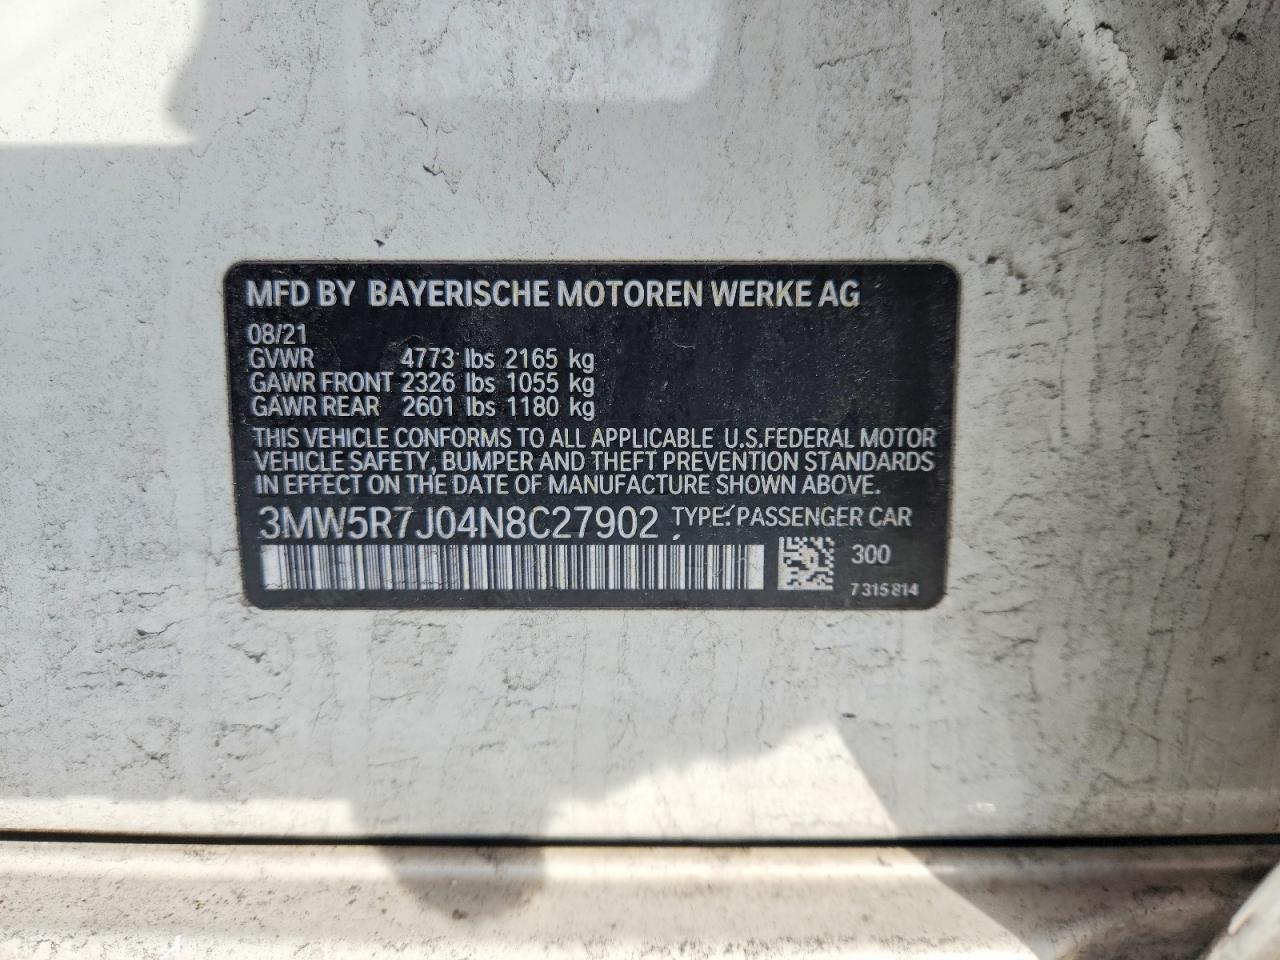 MFD BY BAYERISCHE MOTOREN WERKE AG
08/21
GVWR 4773 lbs 2165 kg
GAWR FRONT 2326 lbs 1055 kg
GAWR REAR 2601 lbs 1180 kg
THIS VEHICLE CONFORMS TO ALL APPLICABLE U.S.FEDERAL MOTOR
VEHICLE SAFETY, BUMPER AND THEFT PREVENTION STANDARDS
IN EFFECT ON THE DATE OF MANUFACTURE SHOWN ABOVE.
3MW5R7J04N8C27902 TYPE: PASSENGER CAR
300
7315814